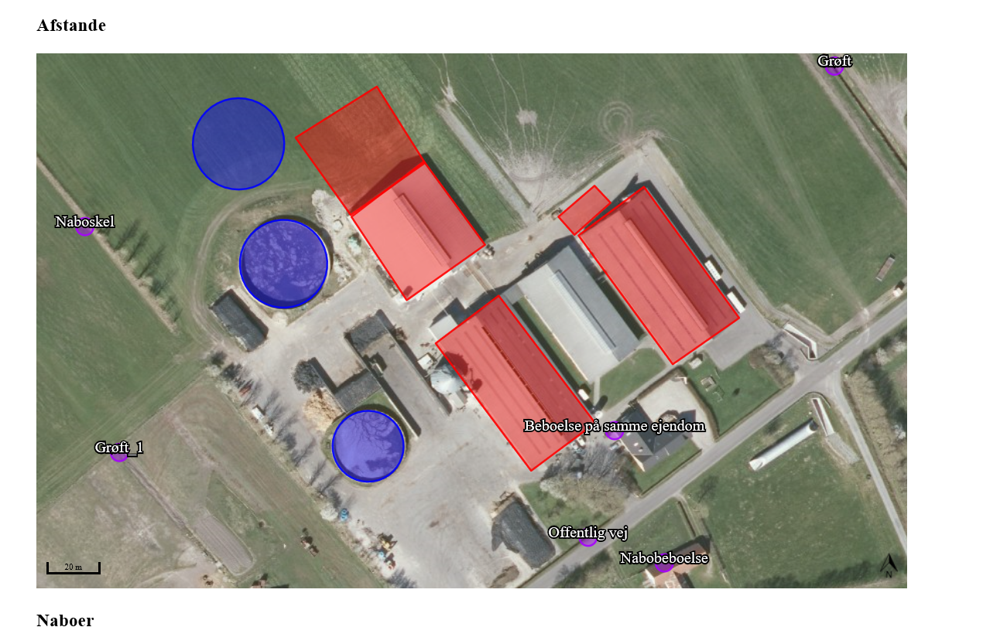 Afstande
Grøft
Naboskel
Beboelse på samme ejendom
Grøft_1
Offentlig vej
Nabobeboelse
20 m
N
Naboer